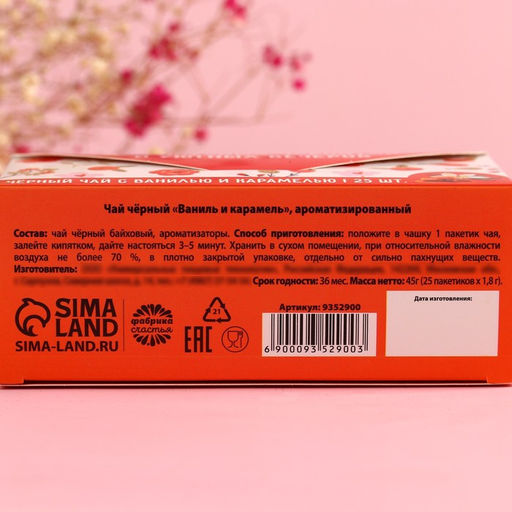 ЧЁРНЫЙ ЧАЙ С ВАНИЛЬЮ И КАРАМЕЛЬЮ | 25 ШТ.
Чай чёрный «Ваниль и карамель», ароматизированный
Состав: чай чёрный байховый, ароматизаторы. Способ приготовления: положите в чашку 1 пакетик чая,
залейте кипятком, дайте настояться 3–5 минут. Хранить в сухом помещении, при относительной влажности
воздуха не более 70 %, в плотно закрытой упаковке, отдельно от сильно пахнущих веществ.
Изготовитель:
Срок годности: 36 мес. Масса нетто: 45г (25 пакетиков х 1,8 г.)
SIMA
LAND
SIMA-LAND.RU
фабрика
счастья
EAC
21
Артикул: 9352900
6 900093 529003
Дата изготовления: